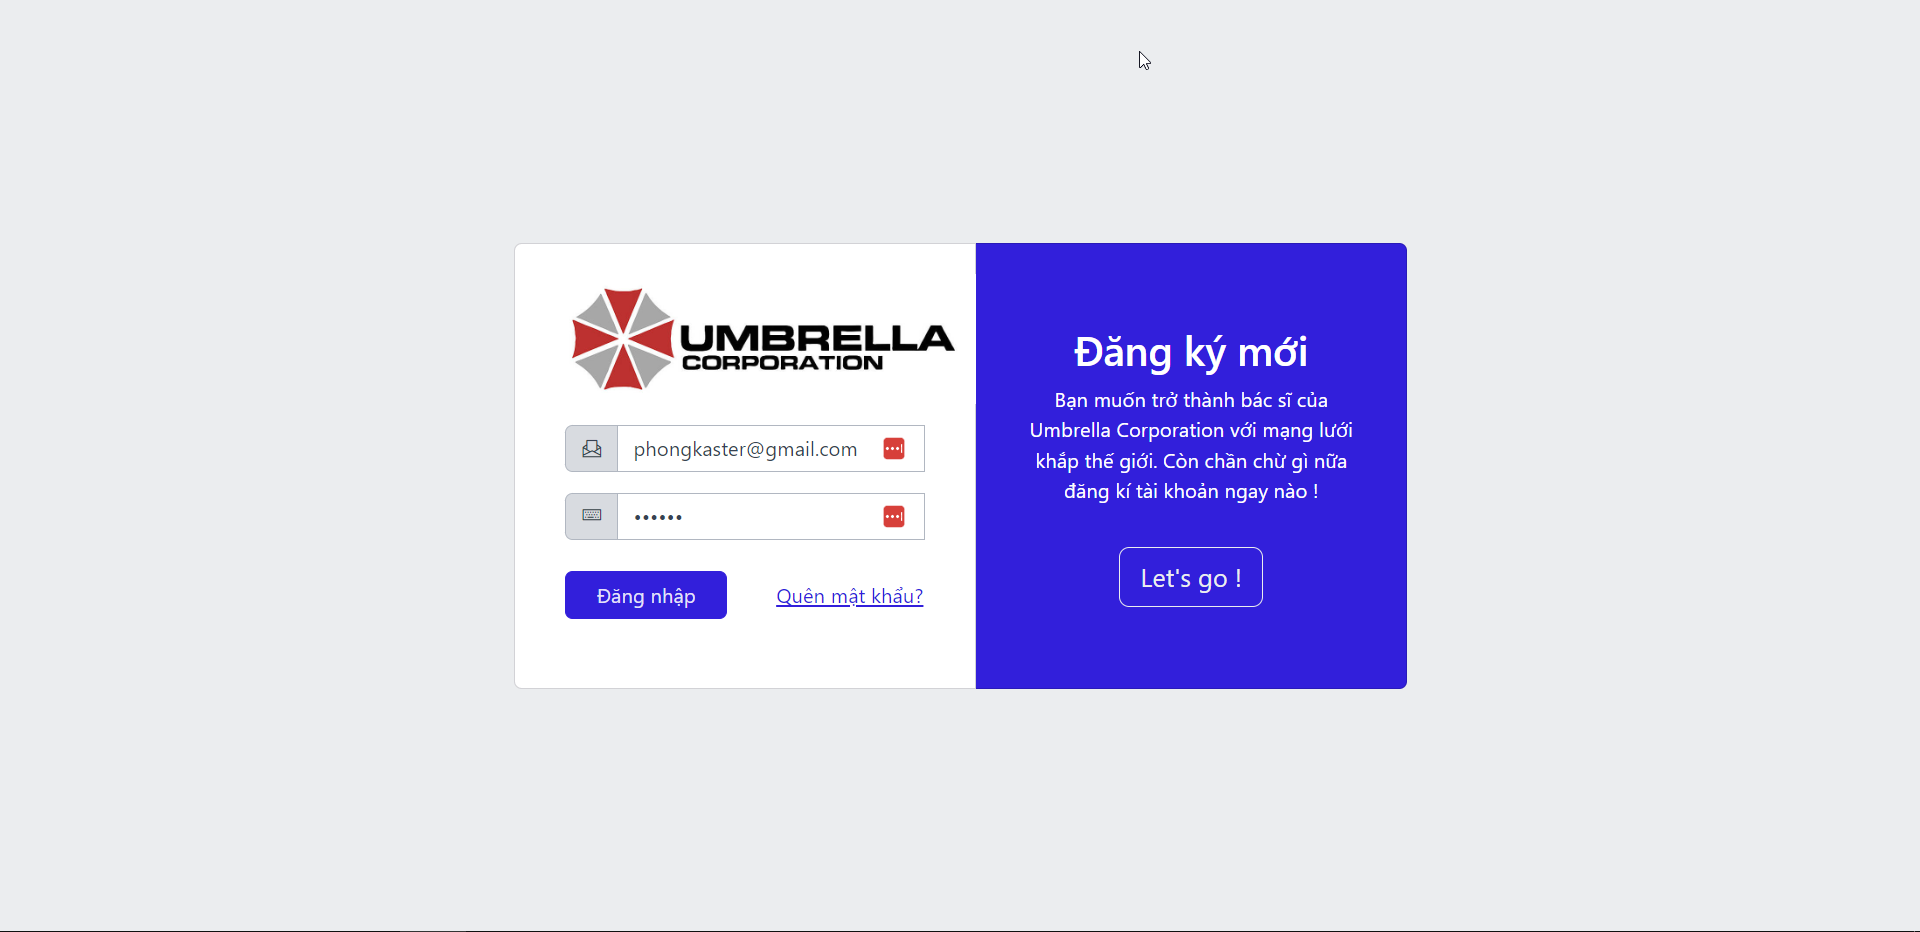 UMBRELLA
CORPORATION
phongkaster@gmail.com
••••••
Đăng nhập
Quên mật khẩu?
Đăng ký mới
Bạn muốn trở thành bác sĩ của
Umbrella Corporation với mạng lưới
khắp thế giới. Còn chần chừ gì nữa
đăng kí tài khoản ngay nào !
Let's go !